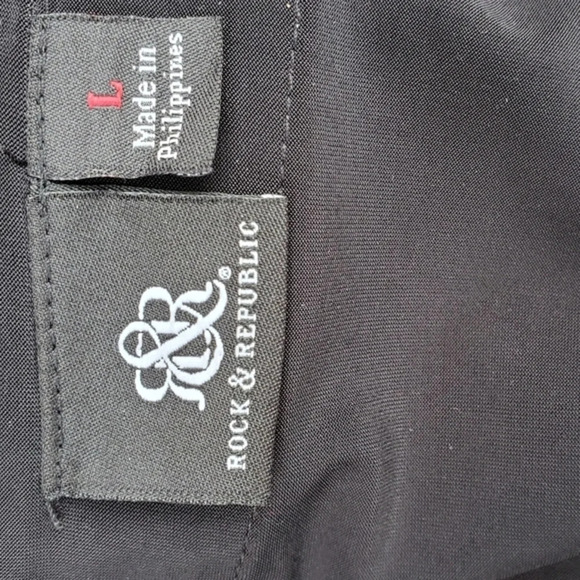 R&R®
ROCK & REPUBLIC
L
Made in
Philippines